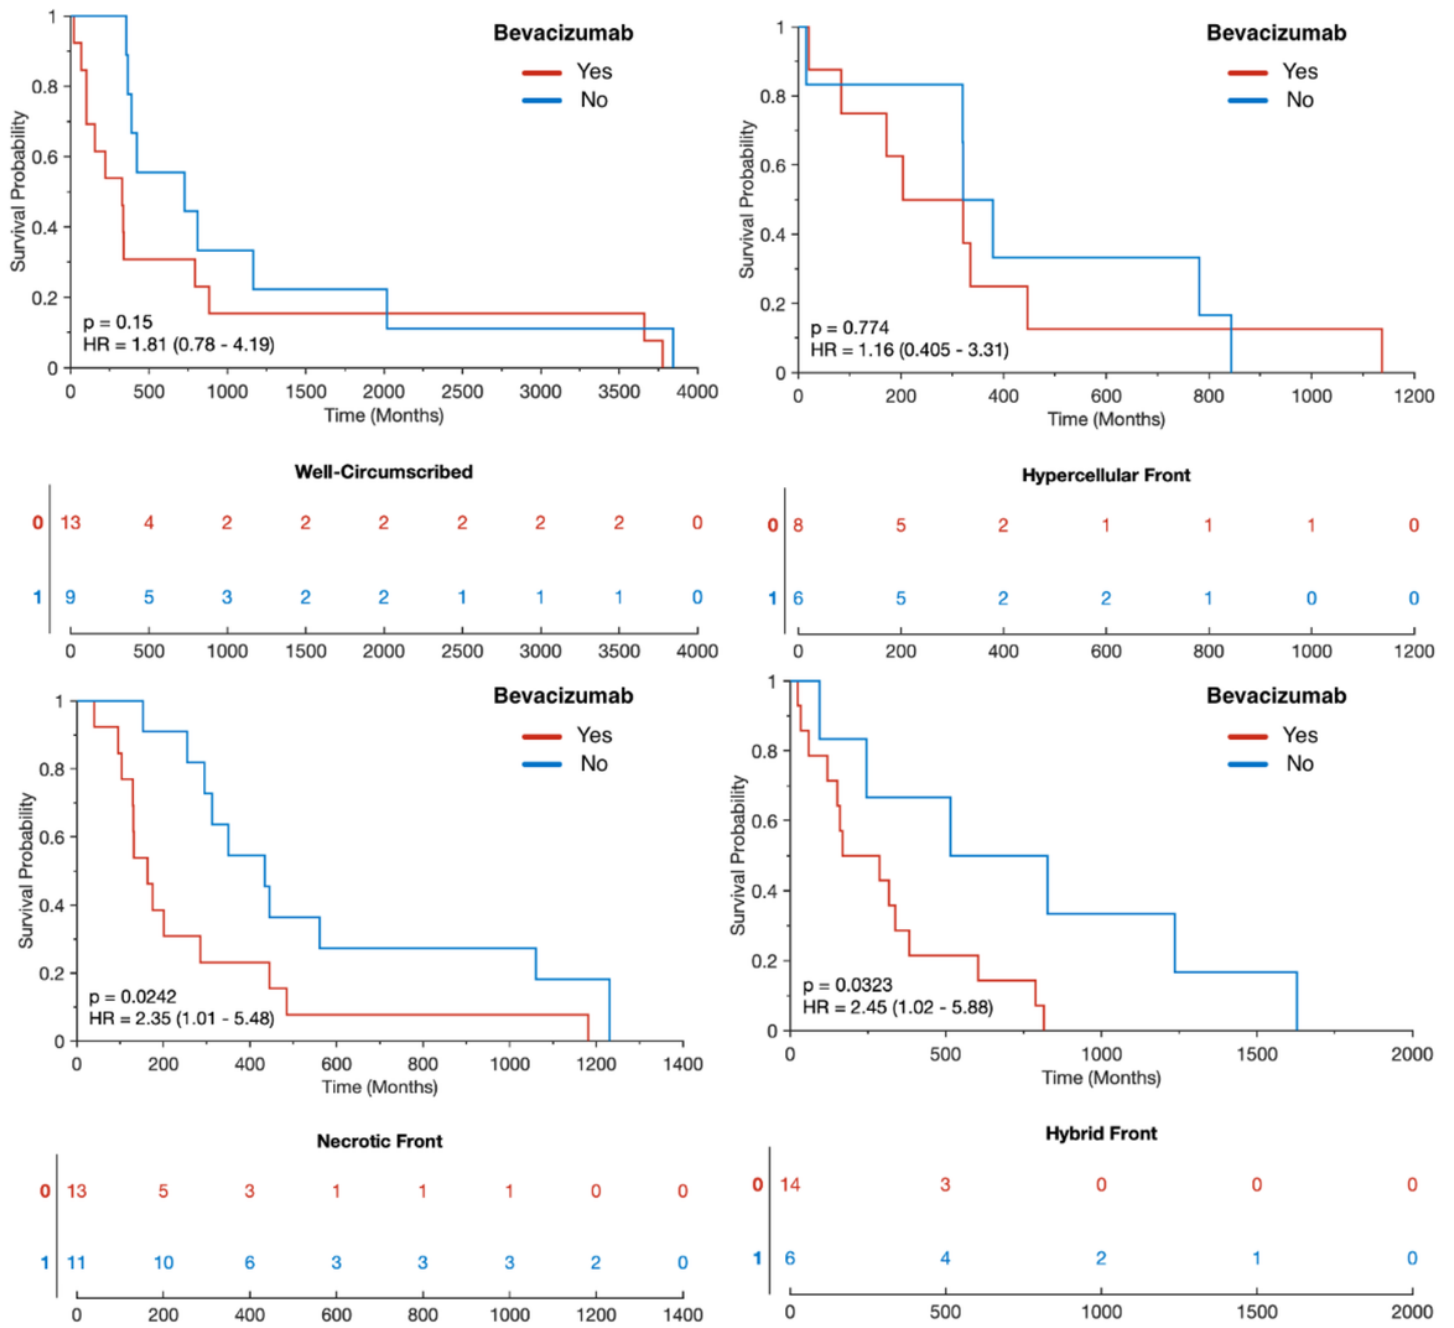 Bevacizumab
Yes
No
Survival Probability
1
0.8
0.6
0.4
0.2
0
p = 0.15
HR = 1.81 (0.78 - 4.19)
0 500 1000 1500 2000 2500 3000 3500 4000
Time (Months)
Well-Circumscribed
0 13 4 2 2 2 2 2 2 0
1 9 5 3 2 2 1 1 1 0
0 500 1000 1500 2000 2500 3000 3500 4000
Bevacizumab
Yes
No
Survival Probability
1
0.8
0.6
0.4
0.2
0
p = 0.774
HR = 1.16 (0.405 - 3.31)
0 200 400 600 800 1000 1200
Time (Months)
Hypercellular Front
0 8 5 2 1 1 1 0
1 6 5 2 2 1 0 0
0 200 400 600 800 1000 1200
Bevacizumab
Yes
No
Survival Probability
1
0.8
0.6
0.4
0.2
0
p = 0.0242
HR = 2.35 (1.01 - 5.48)
0 200 400 600 800 1000 1200 1400
Time (Months)
Necrotic Front
0 13 5 3 1 1 1 0 0
1 11 10 6 3 3 3 2 0
0 200 400 600 800 1000 1200 1400
Bevacizumab
Yes
No
Survival Probability
1
0.8
0.6
0.4
0.2
0
p = 0.0323
HR = 2.45 (1.02 - 5.88)
0 500 1000 1500 2000
Time (Months)
Hybrid Front
0 14 3 0 0 0
1 6 4 2 1 0
0 500 1000 1500 2000